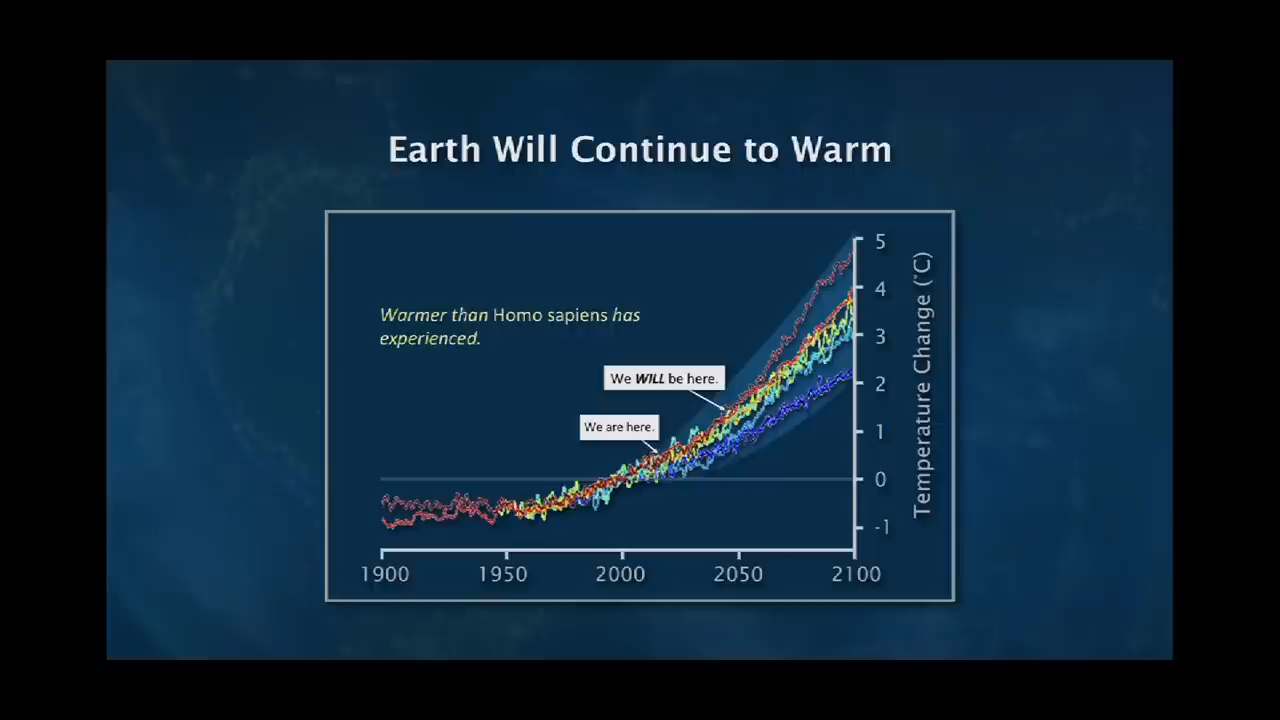 Earth Will Continue to Warm
Warmer than Homo sapiens has
experienced.
We WILL be here.
We are here.
5
4
3
2
1
0
-1
Temperature Change (°C)
1900 1950 2000 2050 2100